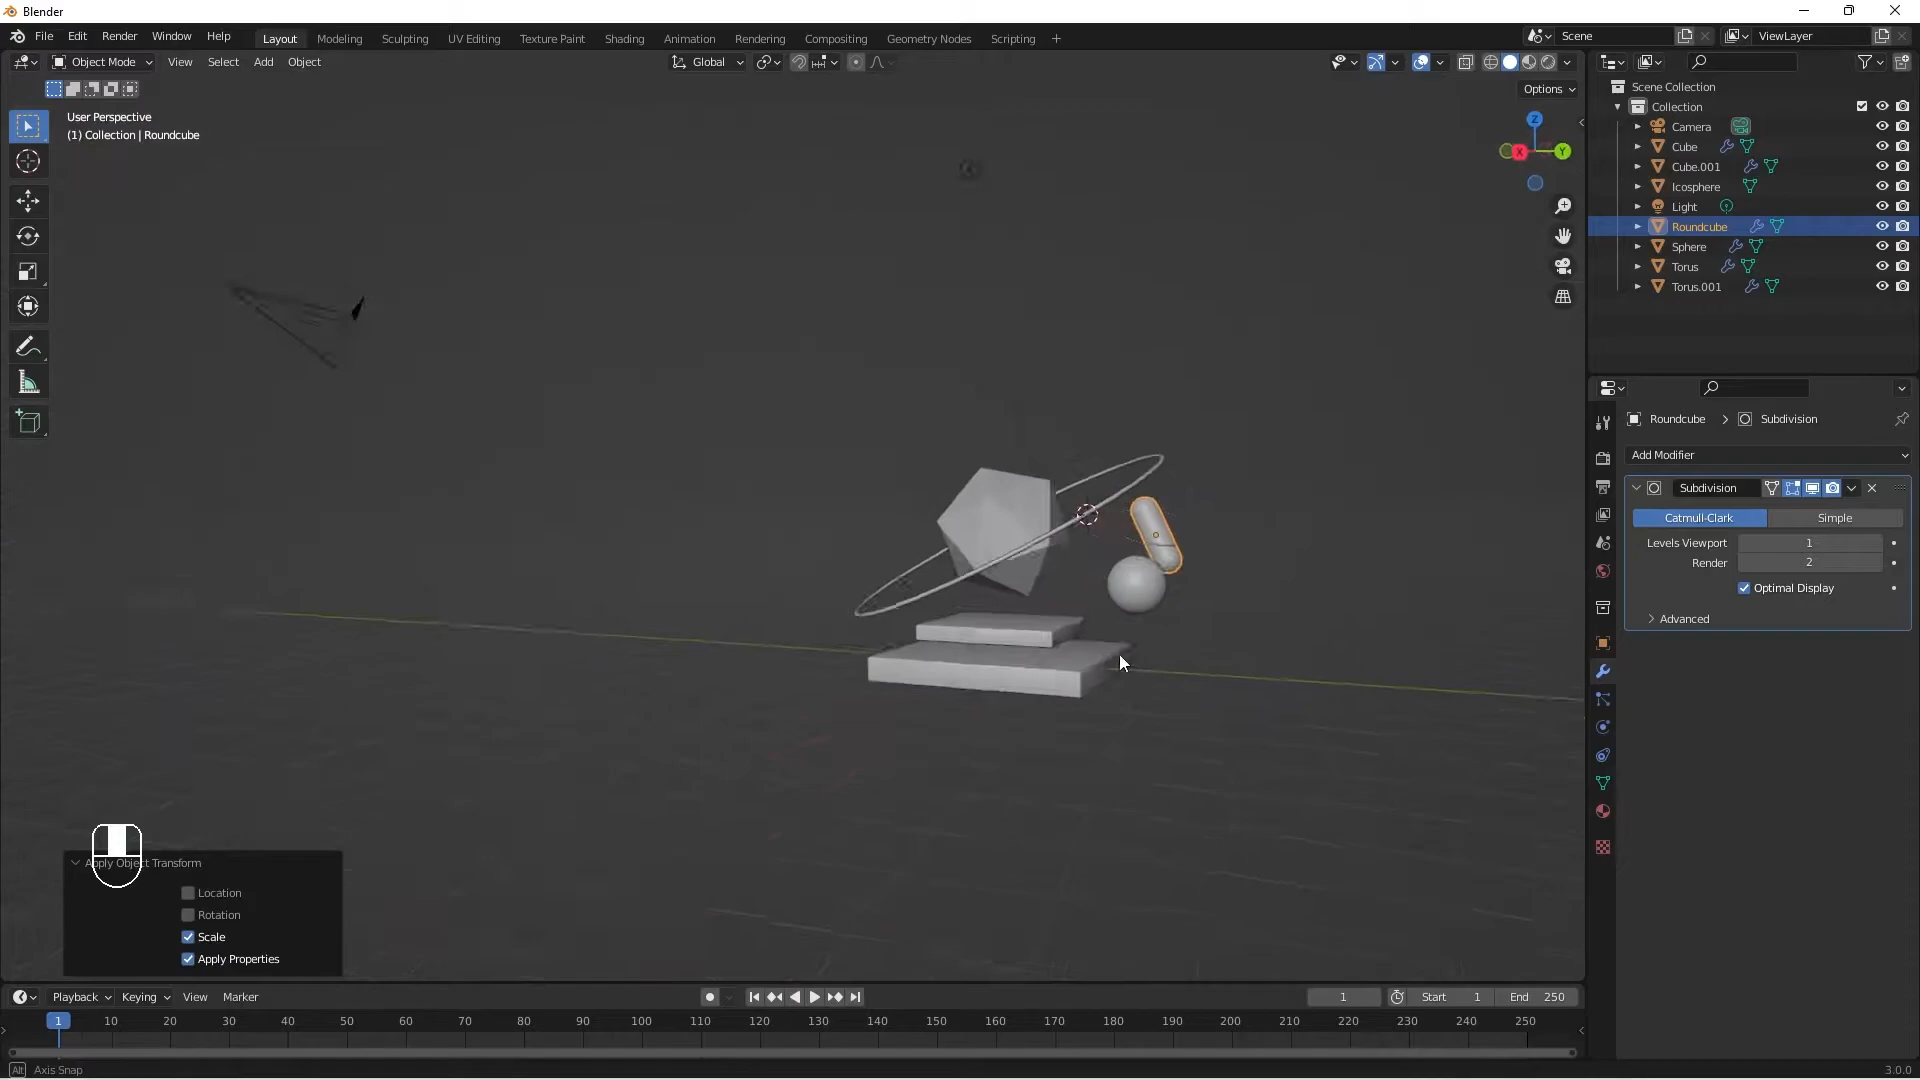 Blender
File Edit Render Window Help
Layout Modeling Sculpting UV Editing Texture Paint Shading Animation Rendering Compositing Geometry Nodes Scripting +
Scene
ViewLayer
Object Mode View Select Add Object
Global
Options
User Perspective
(1) Collection | Roundcube
Z
X
Y
Scene Collection
Collection
Camera
Cube
Cube.001
Icosphere
Light
Roundcube
Sphere
Torus
Torus.001
Roundcube > Subdivision
Add Modifier
Subdivision
Catmull-Clark Simple
Levels Viewport 1
Render 2
Optimal Display
Advanced
Apply Object Transform
Location
Rotation
Scale
Apply Properties
Playback Keying View Marker
1 Start 1 End 250
1 10 20 30 40 50 60 70 80 90 100 110 120 130 140 150 160 170 180 190 200 210 220 230 240 250
Alt Axis Snap
3.0.0